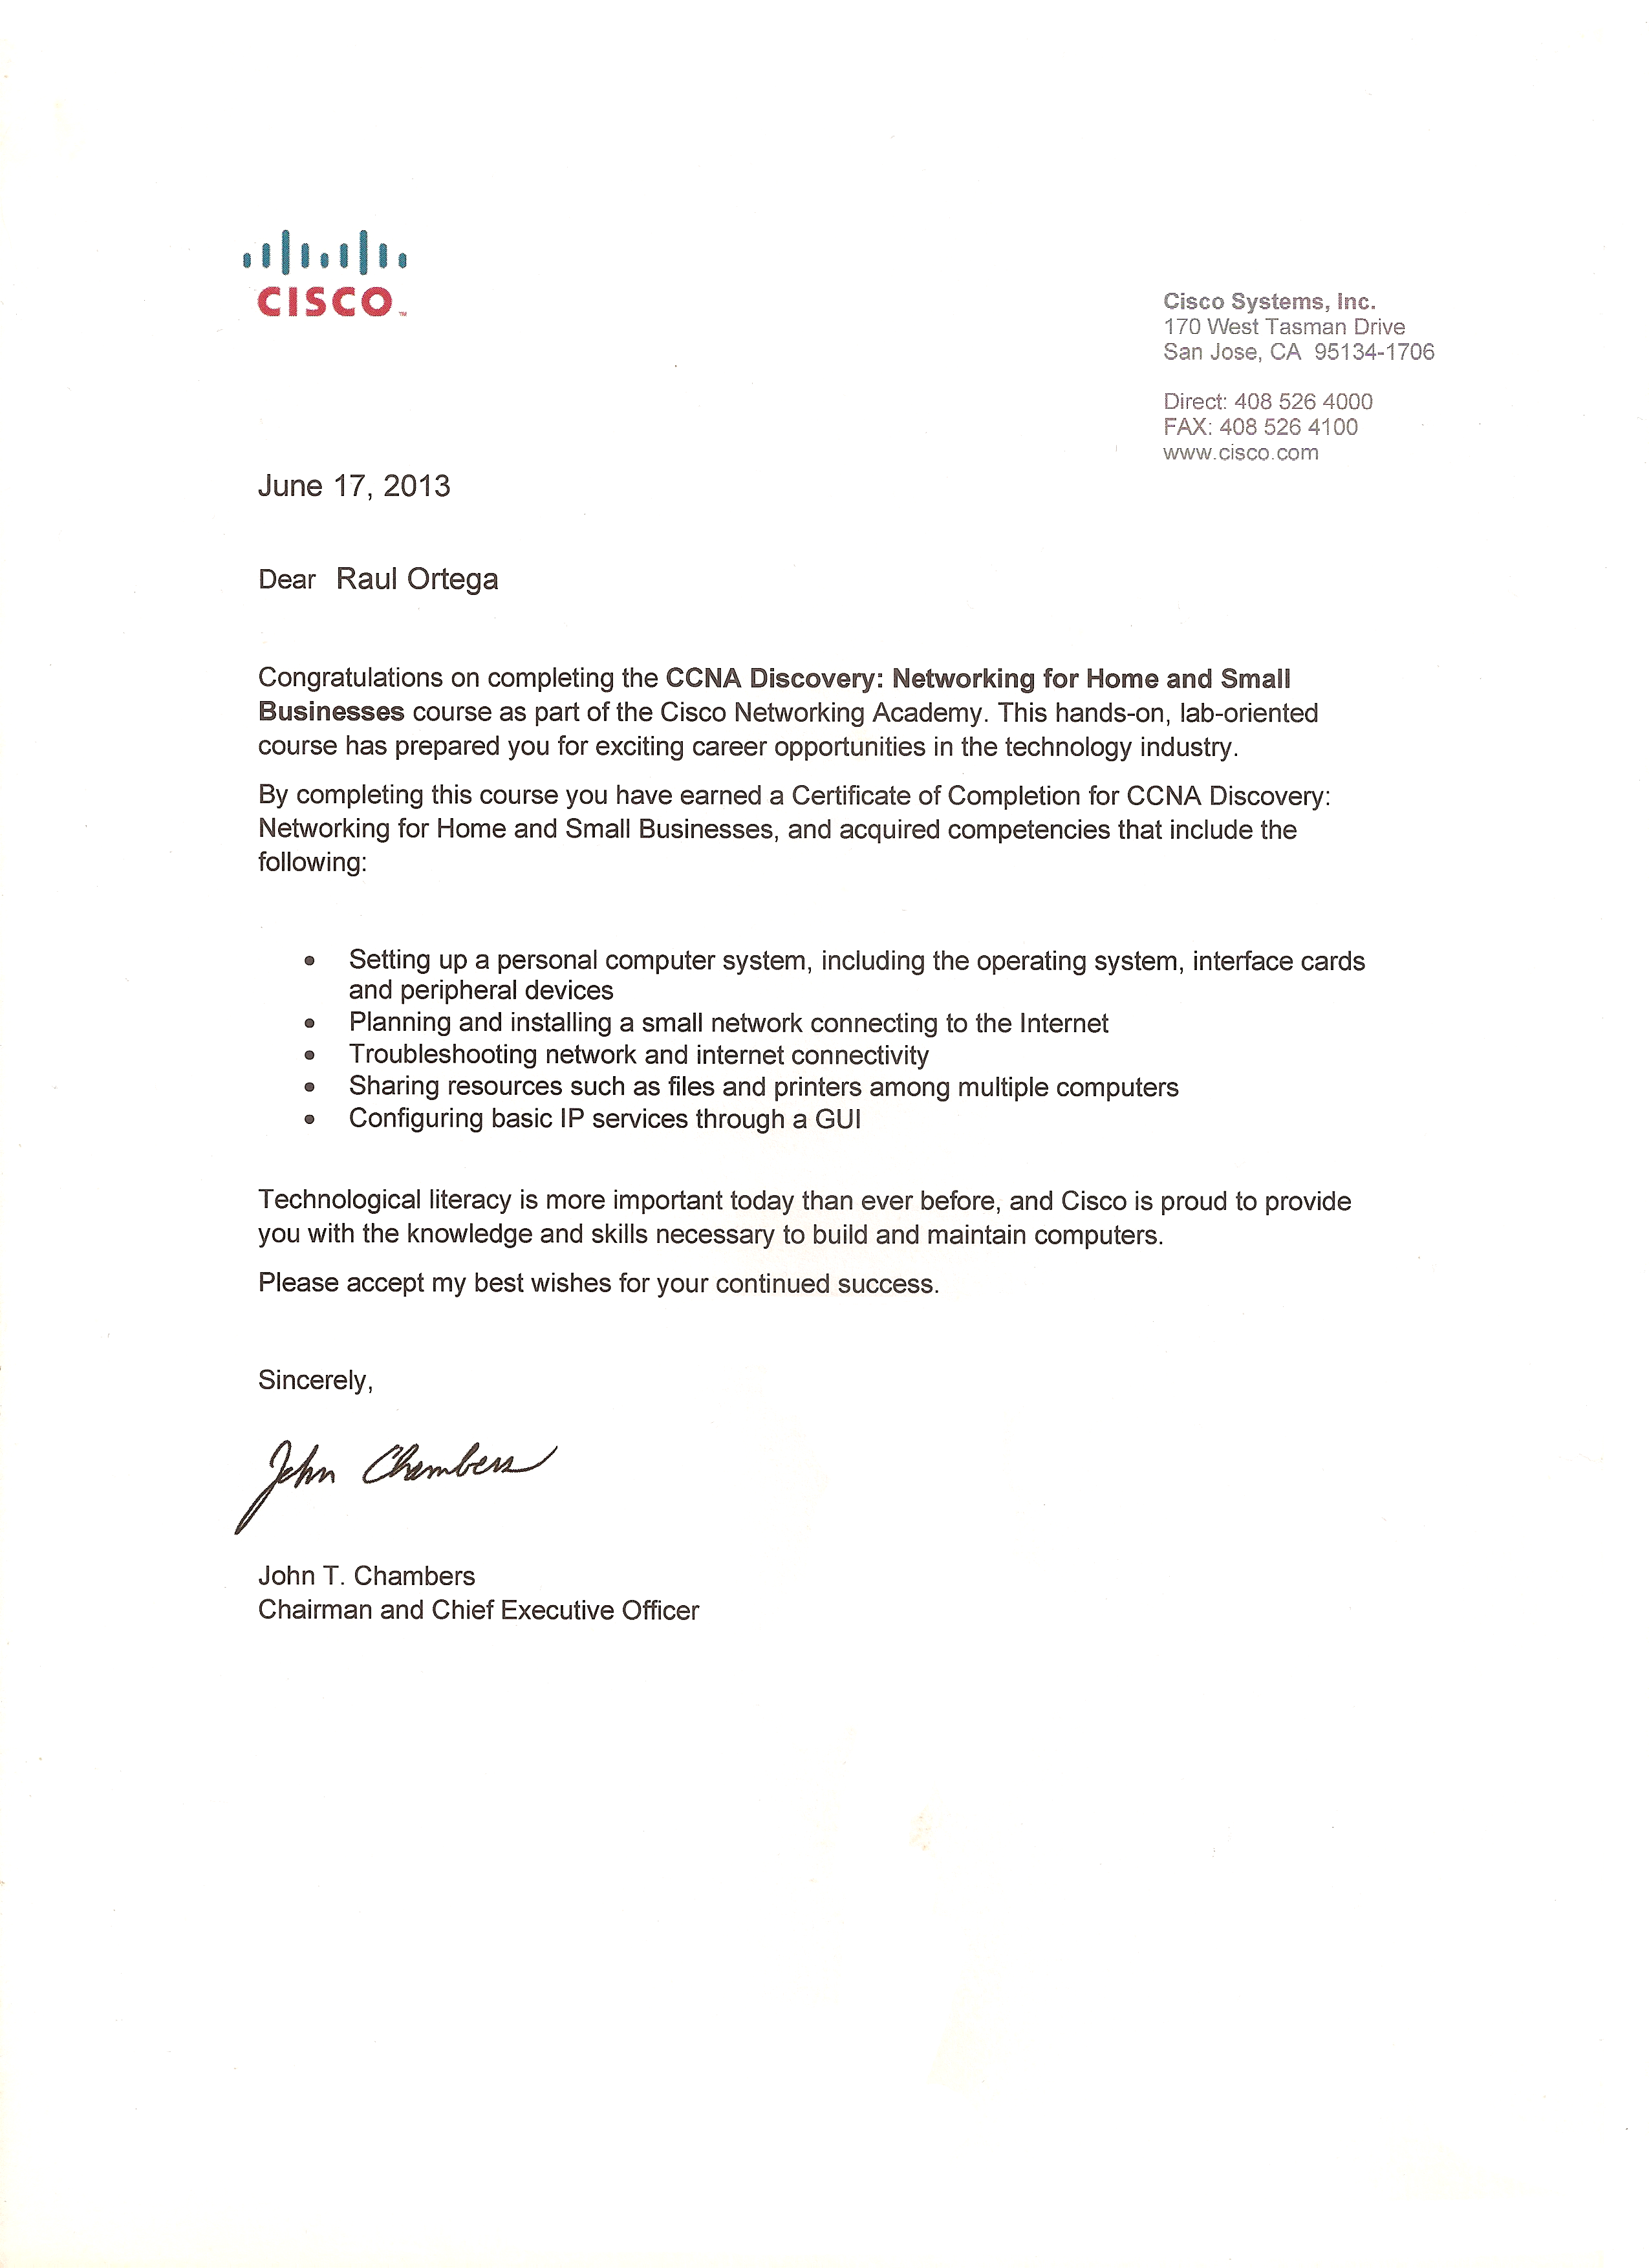 CISCO™
Cisco Systems, Inc.
170 West Tasman Drive
San Jose, CA 95134-1706
Direct: 408 526 4000
FAX: 408 526 4100
www.cisco.com
June 17, 2013
Dear Raul Ortega
Congratulations on completing the CCNA Discovery: Networking for Home and Small
Businesses course as part of the Cisco Networking Academy. This hands-on, lab-oriented
course has prepared you for exciting career opportunities in the technology industry.
By completing this course you have earned a Certificate of Completion for CCNA Discovery:
Networking for Home and Small Businesses, and acquired competencies that include the
following:
• Setting up a personal computer system, including the operating system, interface cards
and peripheral devices
• Planning and installing a small network connecting to the Internet
• Troubleshooting network and internet connectivity
• Sharing resources such as files and printers among multiple computers
• Configuring basic IP services through a GUI
Technological literacy is more important today than ever before, and Cisco is proud to provide
you with the knowledge and skills necessary to build and maintain computers.
Please accept my best wishes for your continued success.
Sincerely,
John Chambers
John T. Chambers
Chairman and Chief Executive Officer